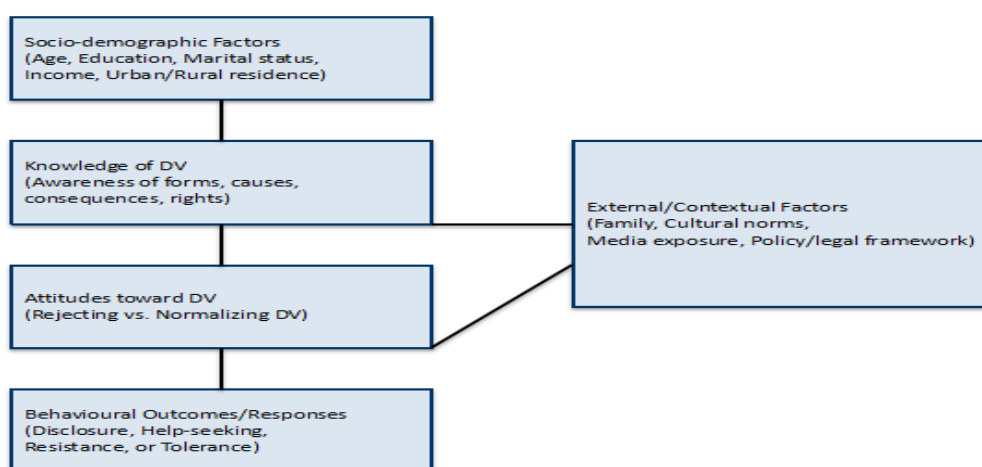 Socio-demographic Factors
(Age, Education, Marital status,
Income, Urban/Rural residence)
Knowledge of DV
(Awareness of forms, causes,
consequences, rights)
External/Contextual Factors
(Family, Cultural norms,
Media exposure, Policy/legal framework)
Attitudes toward DV
(Rejecting vs. Normalizing DV)
Behavioural Outcomes/Responses
(Disclosure, Help-seeking,
Resistance, or Tolerance)